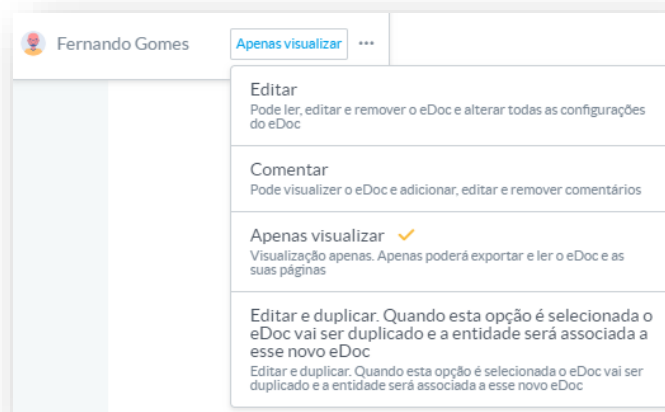 Fernando Gomes
Apenas visualizar
Editar
Pode ler, editar e remover o eDoc e alterar todas as configurações
do eDoc
Comentar
Pode visualizer o eDoc e adicionar, editar e remover comentários
Apenas visualizar
Visualização apenas. Apenas poderá exportar e ler o eDoc e as
suas páginas
Editar e duplicar. Quando esta opção é selecionada o
eDoc vai ser duplicado e a entidade será associada a
esse novo eDoc
Editar e duplicar. Quando esta opção é selecionada o eDoc vai ser
duplicado e a entidade será associada a esse novo eDoc